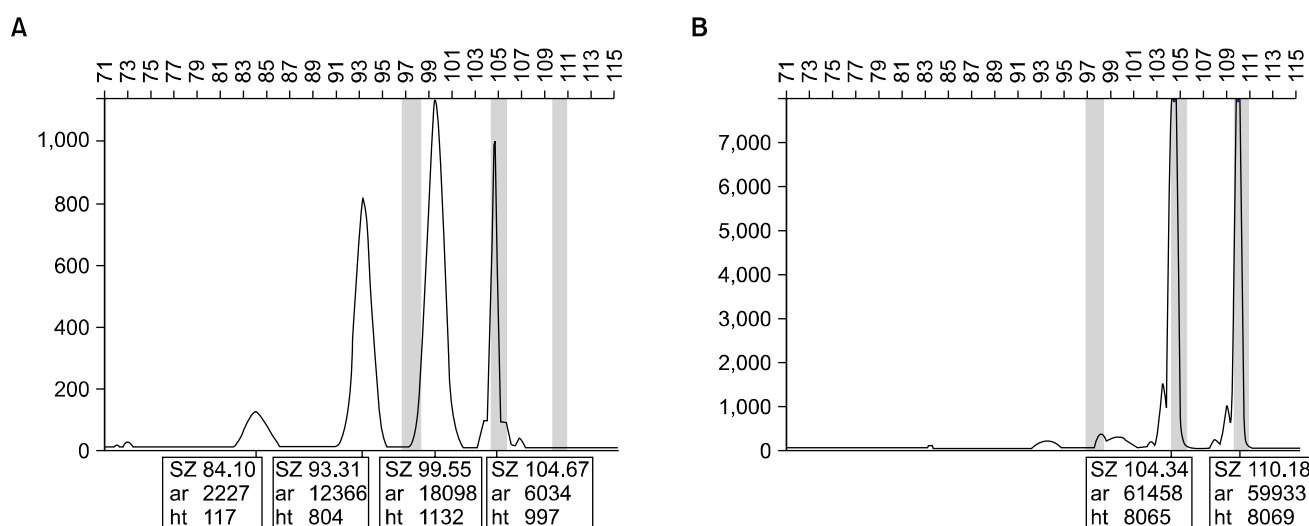 A
71 73 75 77 79 81 83 85 87 89 91 93 95 97 99 101 103 105 107 109 111 113 115
1,000
800
600
400
200
0
SZ 84.10
ar 2227
ht 117
SZ 93.31
ar 12366
ht 804
SZ 99.55
ar 18098
ht 1132
SZ 104.67
ar 6034
ht 997
B
71 73 75 77 79 81 83 85 87 89 91 93 95 97 99 101 103 105 107 109 111 113 115
7,000
6,000
5,000
4,000
3,000
2,000
1,000
0
SZ 104.34
ar 61458
ht 8065
SZ 110.18
ar 59933
ht 8069